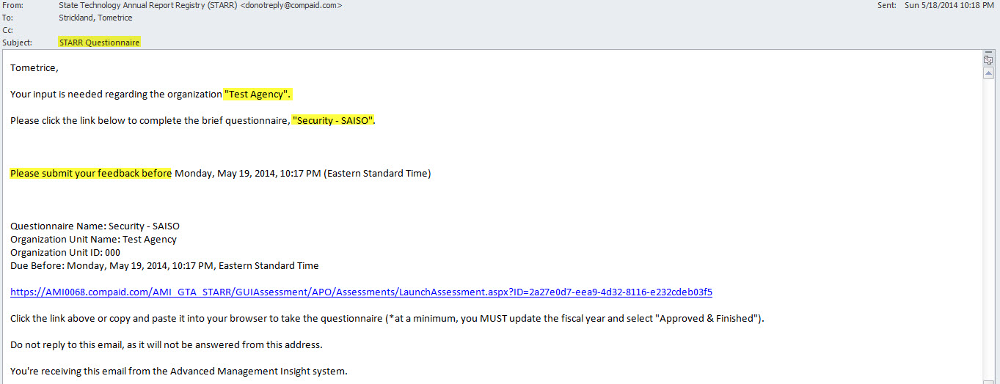 From: State Technology Annual Report Registry (STARR) <donotreply@compaid.com> Sent: Sun 5/18/2014 10:18 PM
To: Strickland, Tometrice
Cc:
Subject: STARR Questionnaire
Tometrice,
Your input is needed regarding the organization "Test Agency".
Please click the link below to complete the brief questionnaire, "Security - SAISO".
Please submit your feedback before Monday, May 19, 2014, 10:17 PM (Eastern Standard Time)
Questionnaire Name: Security - SAISO
Organization Unit Name: Test Agency
Organization Unit ID: 000
Due Before: Monday, May 19, 2014, 10:17 PM, Eastern Standard Time
https://AMI0068.compaid.com/AMI_GTA_STARR/GUIAssessment/APO/Assessments/LaunchAssessment.aspx?ID=2a27e0d7-eea9-4d32-8116-e232cdeb03f5
Click the link above or copy and paste it into your browser to take the questionnaire (*at a minimum, you MUST update the fiscal year and select "Approved & Finished").
Do not reply to this email, as it will not be answered from this address.
You're receiving this email from the Advanced Management Insight system.